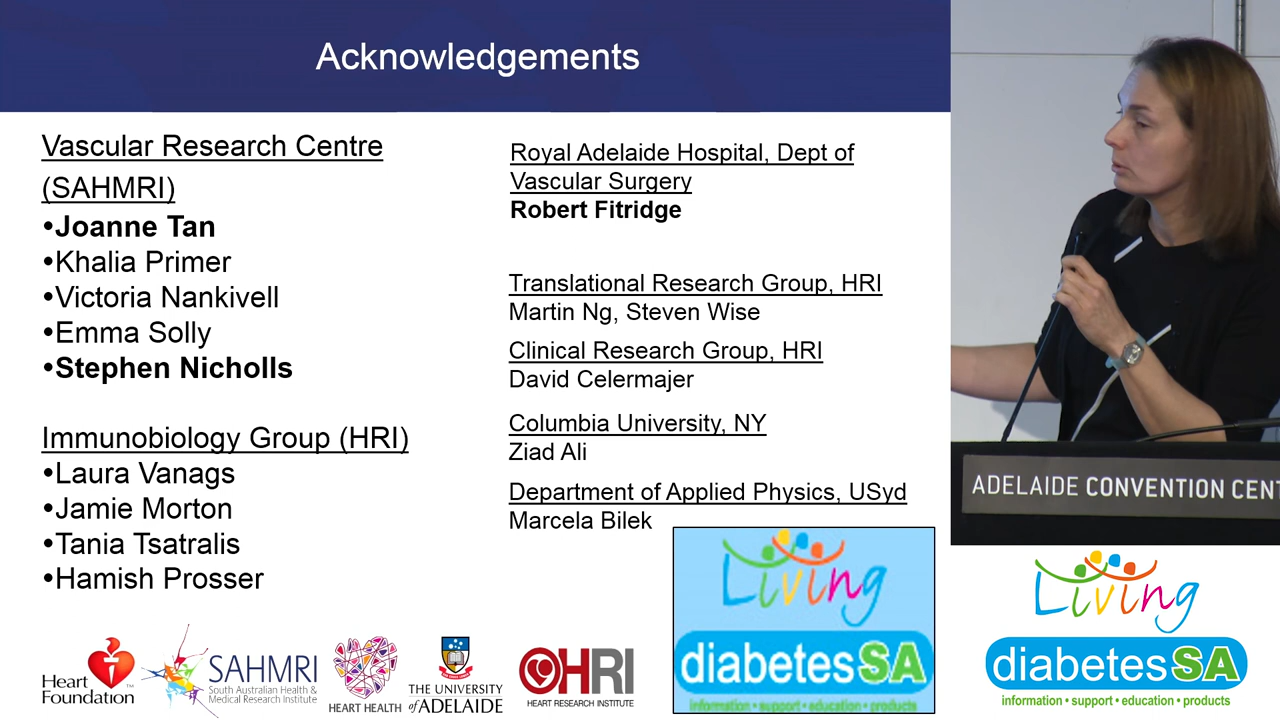 Acknowledgements
Vascular Research Centre
(SAHMRI)
•Joanne Tan
•Khalia Primer
•Victoria Nankivell
•Emma Solly
•Stephen Nicholls
Immunobiology Group (HRI)
•Laura Vanags
•Jamie Morton
•Tania Tsatralis
•Hamish Prosser
Royal Adelaide Hospital, Dept of
Vascular Surgery
Robert Fitridge
Translational Research Group, HRI
Martin Ng, Steven Wise
Clinical Research Group, HRI
David Celermajer
Columbia University, NY
Ziad Ali
Department of Applied Physics, USyd
Marcela Bilek
Heart
Foundation
SAHMRI
South Australian Health &
Medical Research Institute
HEART HEALTH
THE UNIVERSITY
of ADELAIDE
HRI
HEART RESEARCH INSTITUTE
Living
diabetesSA
information • support • education • products
ADELAIDE CONVENTION CENT
Living
diabetesSA
information • support • education • products